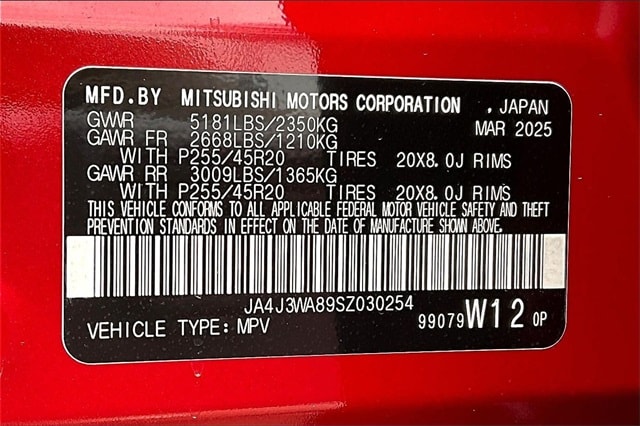 MFD.BY MITSUBISHI MOTORS CORPORATION , JAPAN
GVWR 5181LBS/2350KG MAR 2025
GAWR FR 2668LBS/1210KG
WITH P255/45R20 TIRES 20X8.0J RIMS
GAWR RR 3009LBS/1365KG
WITH P255/45R20 TIRES 20X8.0J RIMS
THIS VEHICLE CONFORMS TO ALL APPLICABLE FEDERAL MOTOR VEHICLE SAFETY AND THEFT
PREVENTION STANDARDS IN EFFECT ON THE DATE OF MANUFACTURE SHOWN ABOVE.
JA4J3WA89SZ030254
VEHICLE TYPE: MPV 99079 W12 0P